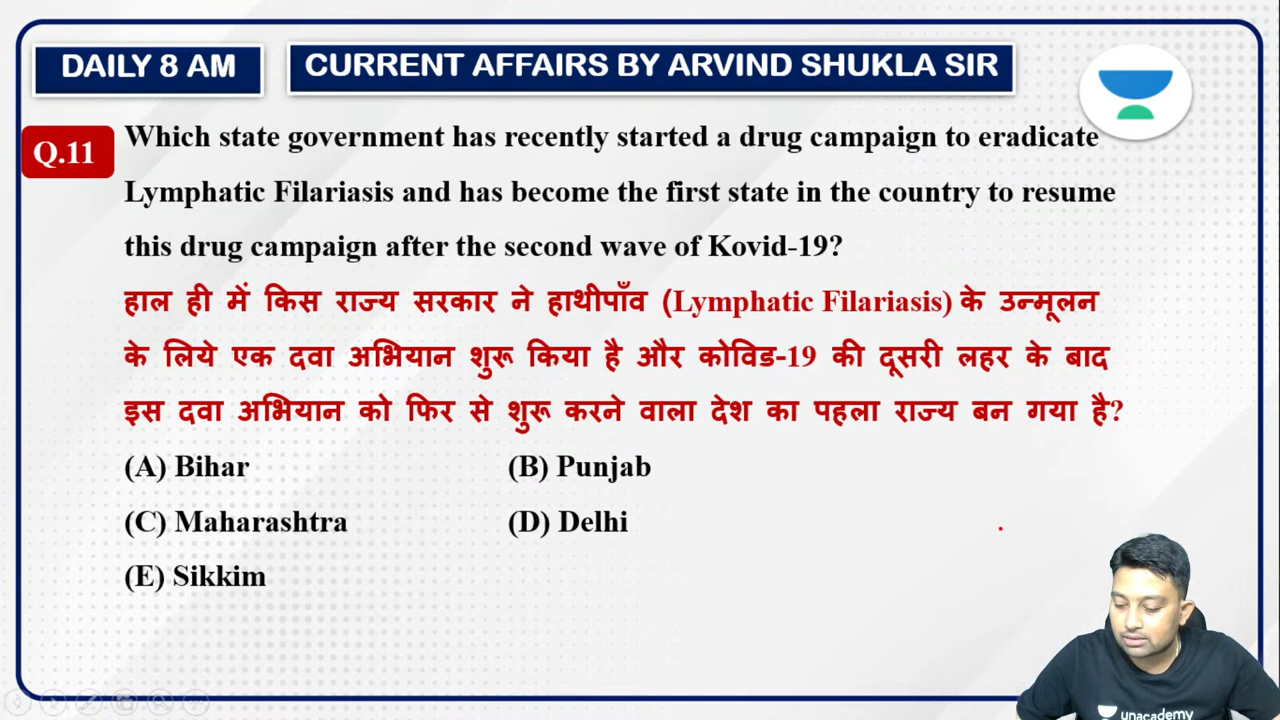 DAILY 8 AM
CURRENT AFFAIRS BY ARVIND SHUKLA SIR
Q.11
Which state government has recently started a drug campaign to eradicate
Lymphatic Filariasis and has become the first state in the country to resume
this drug campaign after the second wave of Kovid-19?
हाल ही में किस राज्य सरकार ने हाथीपाँव (Lymphatic Filariasis) के उन्मूलन
के लिये एक दवा अभियान शुरू किया है और कोविड-19 की दूसरी लहर के बाद
इस दवा अभियान को फिर से शुरू करने वाला देश का पहला राज्य बन गया है?
(A) Bihar (B) Punjab
(C) Maharashtra (D) Delhi
(E) Sikkim
unacademy